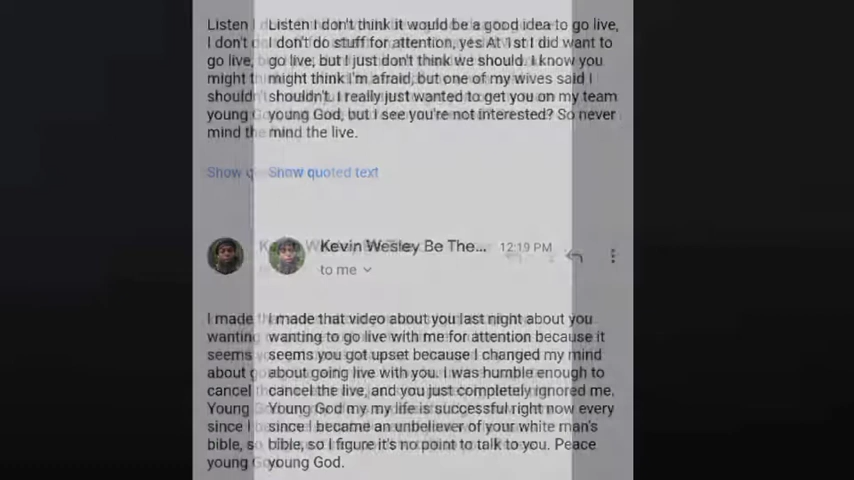 Listen I don't think it would be a good idea to go live,
I don't do stuff for attention, yes At 1st I did want to
go live, but I just don't think we should. I know you
might think I'm afraid, but one of my wives said I
shouldn't. I really just wanted to get you on my team
young God, but I see you're not interested? So never
mind the live.
Show quoted text
Kevin Wesley Be The... 12:19 PM
to me
I made that video about you last night about you
wanting to go live with me for attention because it
seems you got upset because I changed my mind
about going live with you. I was humble enough to
cancel the live, and you just completely ignored me.
Young God my my life is successful right now every
since I became an unbeliever of your white man's
bible, so I figure it's no point to talk to you. Peace
young God.